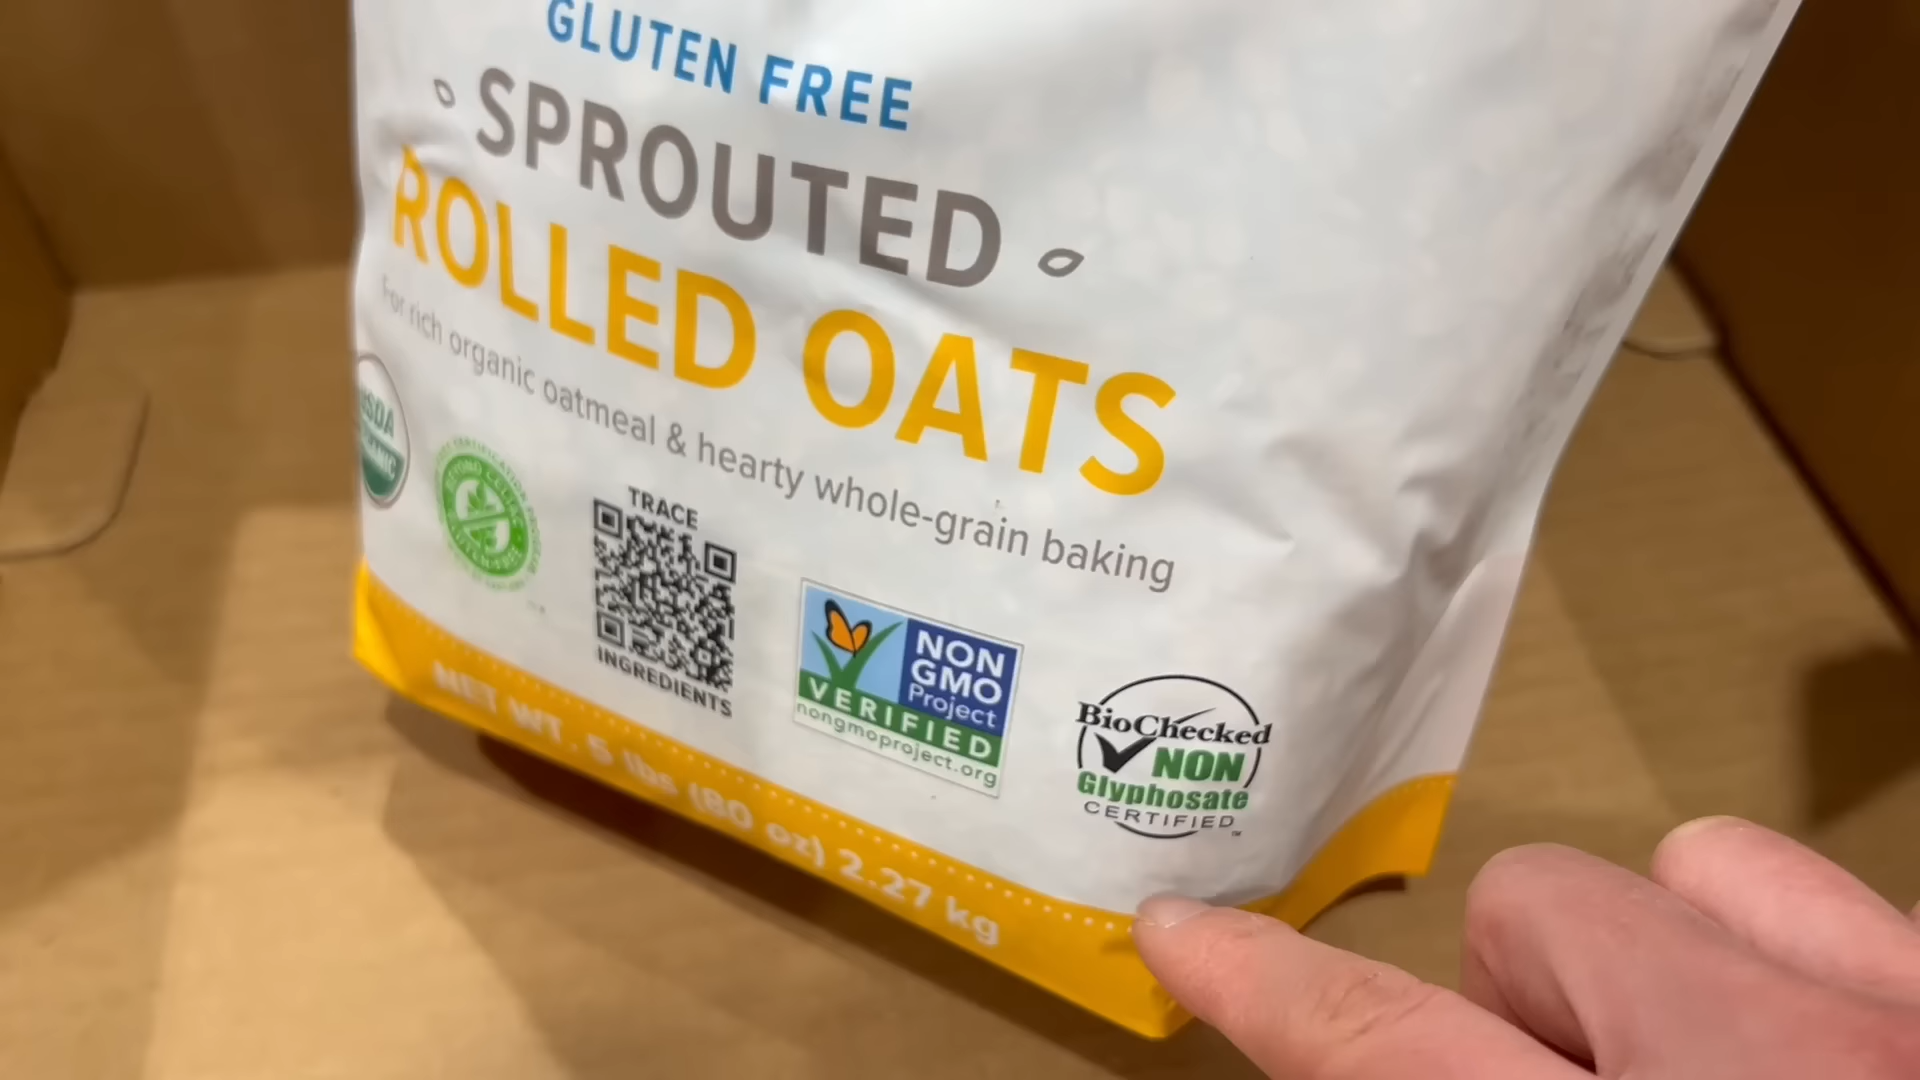 GLUTEN FREE
SPROUTED
ROLLED OATS
For rich organic oatmeal & hearty whole-grain baking
USDA
ORGANIC
TRACE
INGREDIENTS
NON
GMO
Project
VERIFIED
nongmoproject.org
BioChecked
NON
Glyphosate
CERTIFIED
TM
NET WT. 5 lbs (80 oz) 2.27 kg